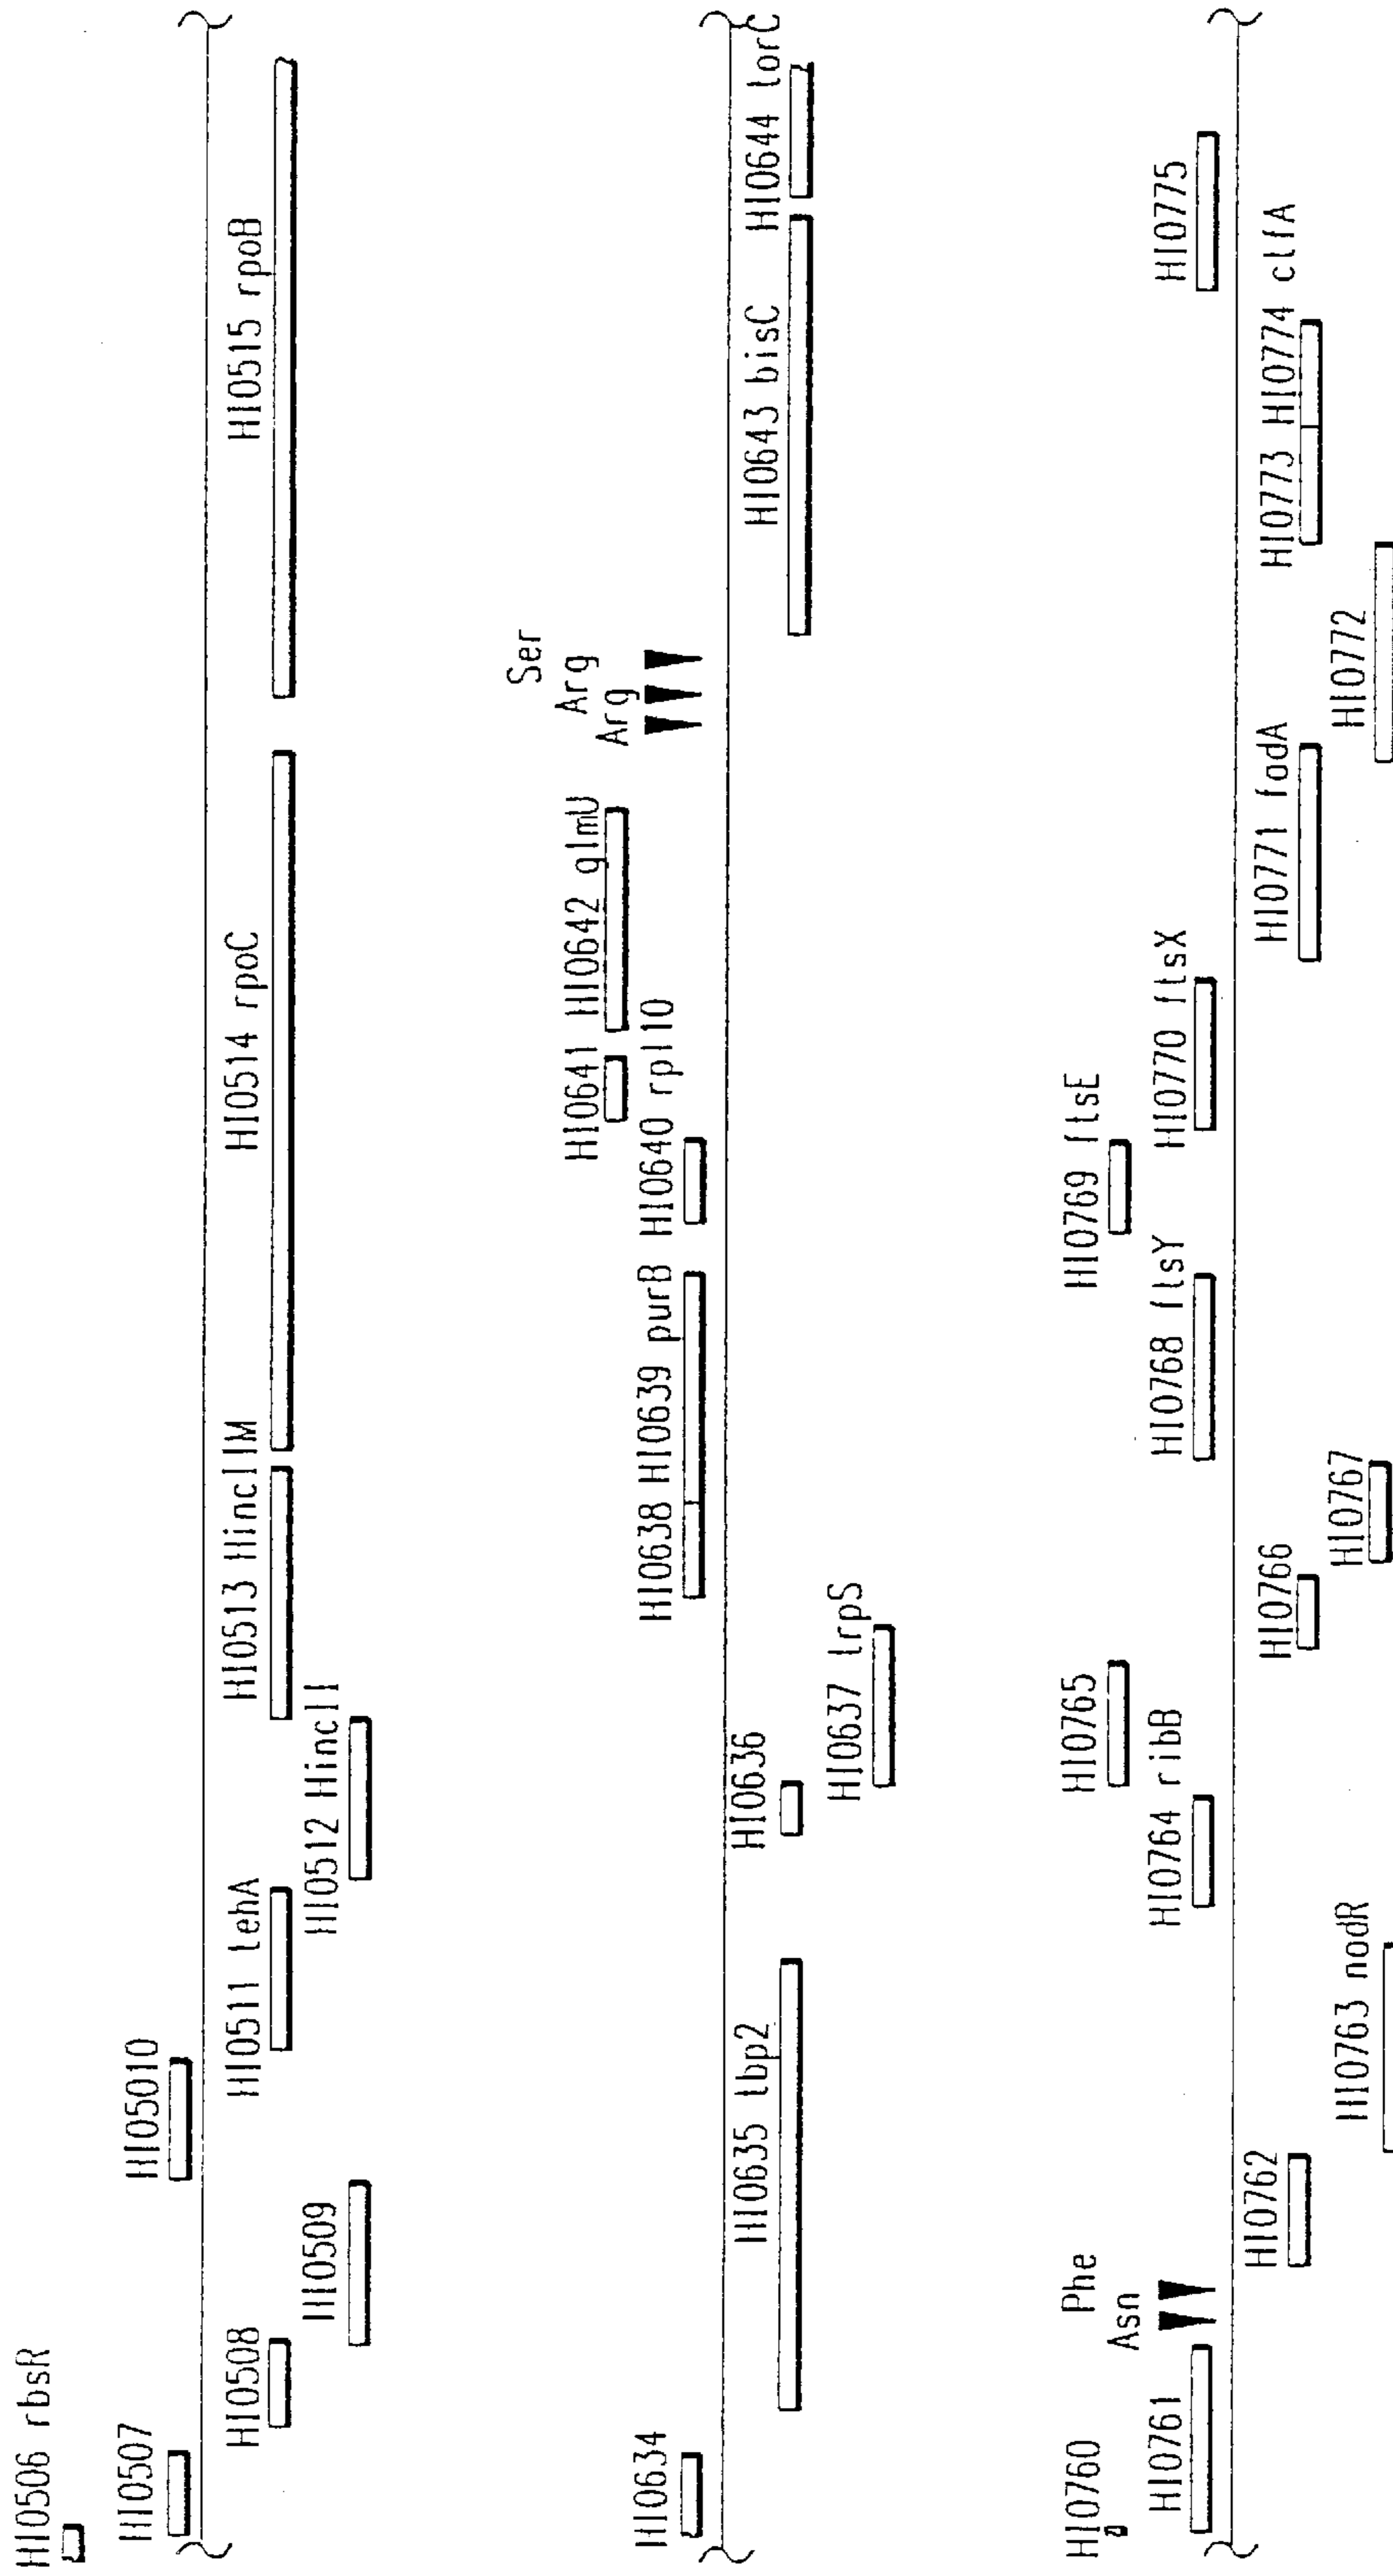 HI0506 rbsR
HI0507
HI0508
HI0509
HI05010
HI0511 tehA
HI0512 HincII
HI0513 HincIIM
HI0514 rpoC
HI0515 rpoB
HI0634
HI0635 tbp2
HI0636
HI0637 trpS
HI0638 HI0639 purB
HI0640 rpl10
HI0641 HI0642 glmU
Arg
Arg
Ser
HI0643 bisC
HI0644 torC
HI0760
HI0761
Asn
Phe
HI0762
HI0763 nodR
HI0764 ribB
HI0765
HI0766
HI0767
HI0768 ftsY
HI0769 ftsE
HI0770 ftsX
HI0771 fadA
HI0772
HI0773 HI0774 clfA
HI0775